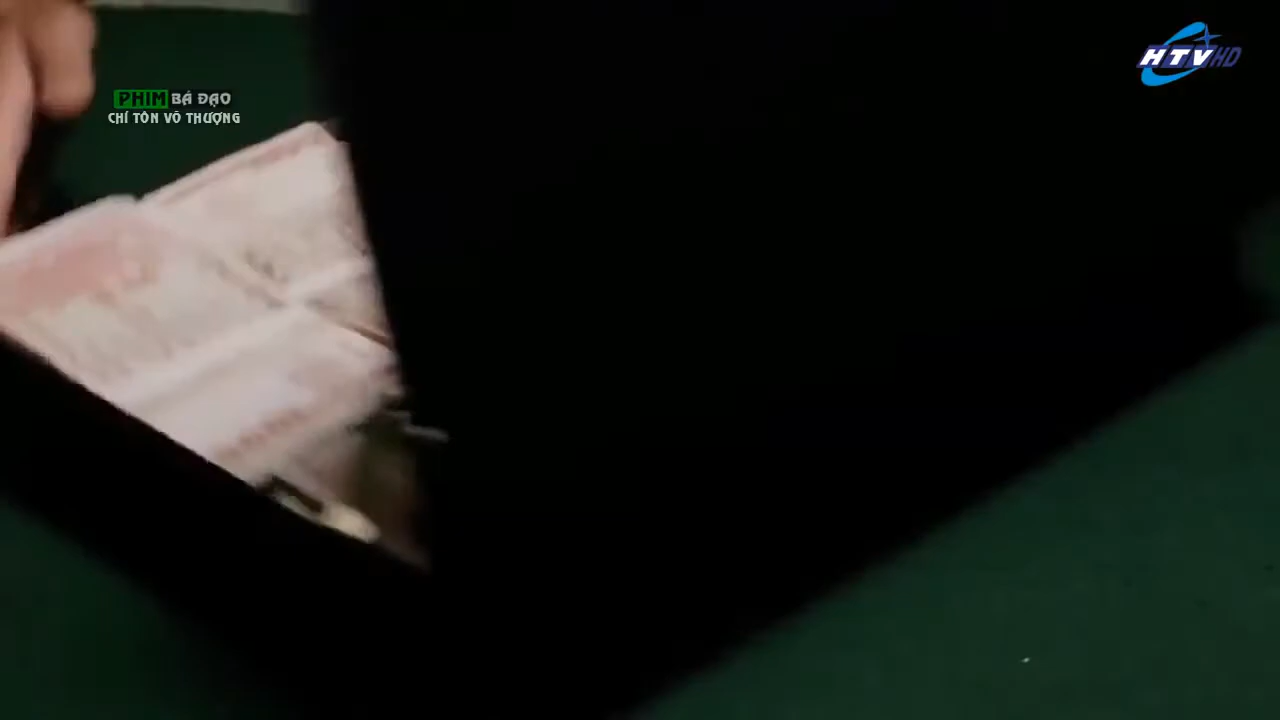 PHIM BÁ ĐẠO
CHÍ TÔN VÔ THƯỢNG
HTV HD